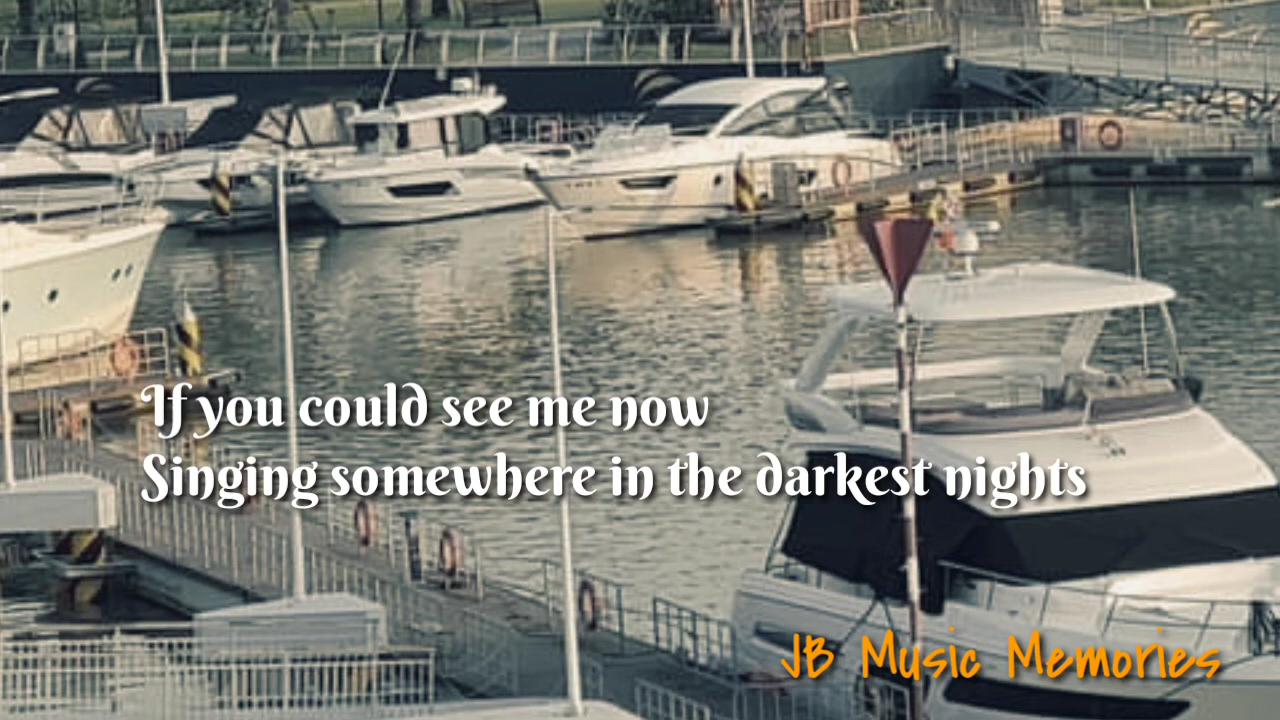 If you could see me now
Singing somewhere in the darkest nights
JB Music Memories